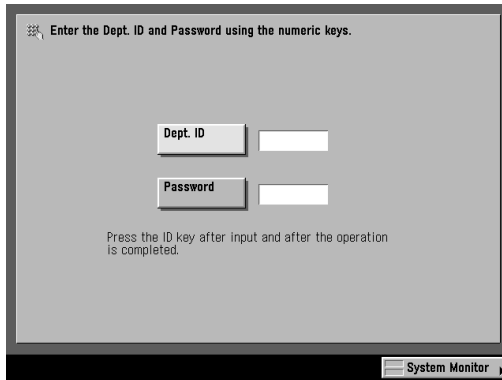 Enter the Dept. ID and Password using the numeric keys.
Dept. ID
Password
Press the ID key after input and after the operation
is completed.
System Monitor